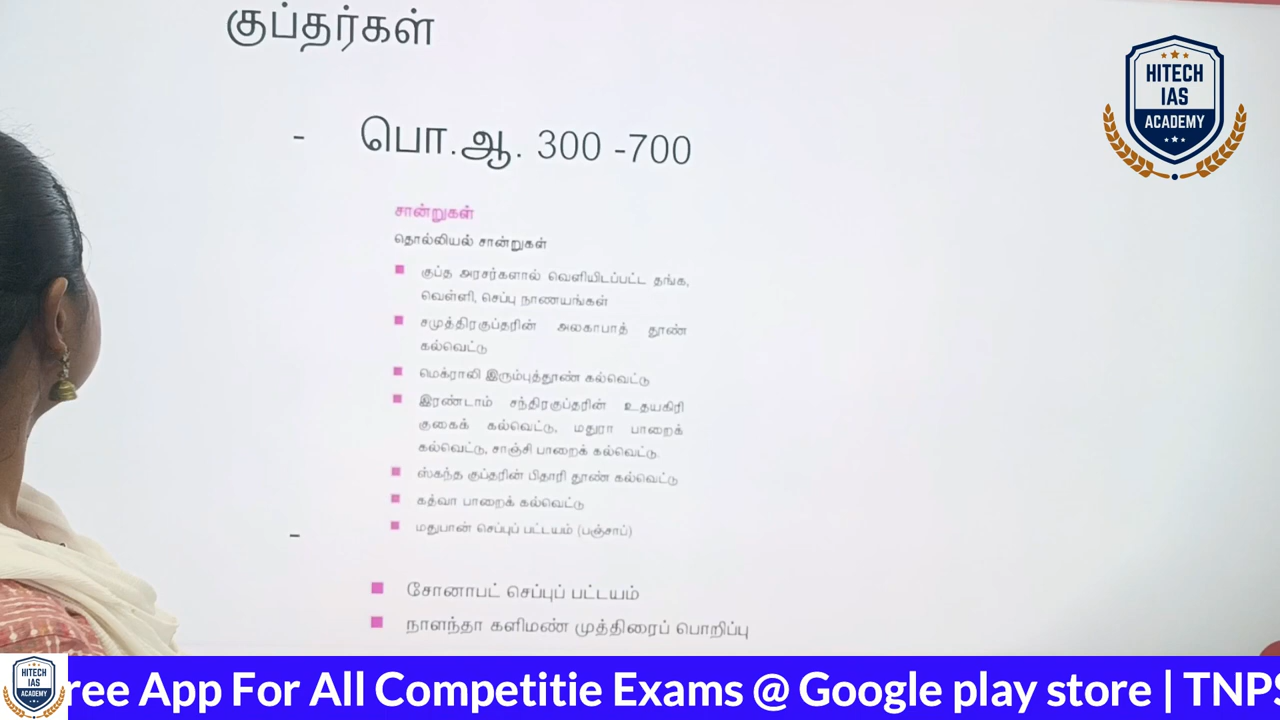 குப்தர்கள்
- பொ.ஆ. 300 -700
சான்றுகள்
தொல்லியல் சான்றுகள்
■ குப்த அரசர்களால் வெளியிடப்பட்ட தங்க,
வெள்ளி, செப்பு நாணயங்கள்
■ சமுத்திரகுப்தரின் அலகாபாத் தூண்
கல்வெட்டு
■ மெக்ராலி இரும்புத்தூண் கல்வெட்டு
■ இரண்டாம் சந்திரகுப்தரின் உதயகிரி
குகைக் கல்வெட்டு, மதுரா பாறைக்
கல்வெட்டு, சாஞ்சி பாறைக் கல்வெட்டு.
■ ஸ்கந்த குப்தரின் பிதாரி தூண் கல்வெட்டு
■ கத்வா பாறைக் கல்வெட்டு
■ மதுபான் செப்புப் பட்டயம் (பஞ்சாப்)
-
■ சோனாபட் செப்புப் பட்டயம்
■ நாளந்தா களிமண் முத்திரைப் பொறிப்பு
HITECH
IAS
ACADEMY
HITECH
IAS
ACADEMY
ree App For All Competitie Exams @ Google play store | TNPS